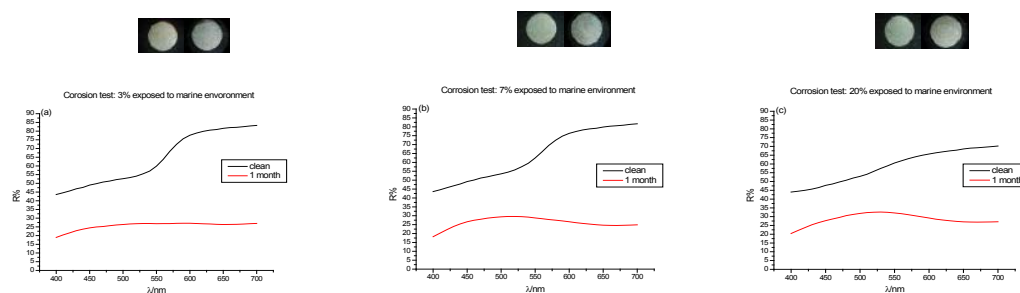 Corosion test: 3% exposed to marine envoronment
(a)
90
85
80
75
70
65
60
55
50
45
40
35
30
25
20
15
10
5
0
R%
clean
1 month
400 450 500 550 600 650 700
λ/nm
Corrosion test: 7% exposed to marine environment
(b)
90
85
80
75
70
65
60
55
50
45
40
35
30
25
20
15
10
5
0
R%
clean
1 month
400 450 500 550 600 650 700
λ/nm
Corrosion test: 20% exposed to marine environment
(c)
90
85
80
75
70
65
60
55
50
45
40
35
30
25
20
15
10
5
0
R%
clean
1 month
400 450 500 550 600 650 700
λ/nm